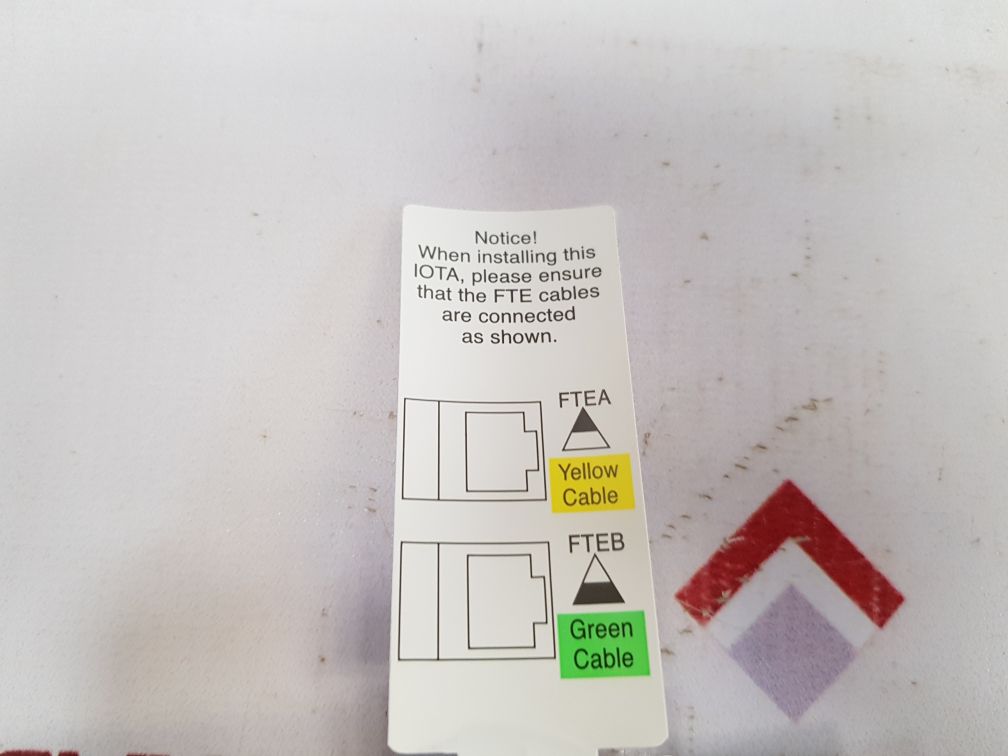 Notice!
When installing this
IOTA, please ensure
that the FTE cables
are connected
as shown.
FTEA
Yellow
Cable
FTEB
Green
Cable